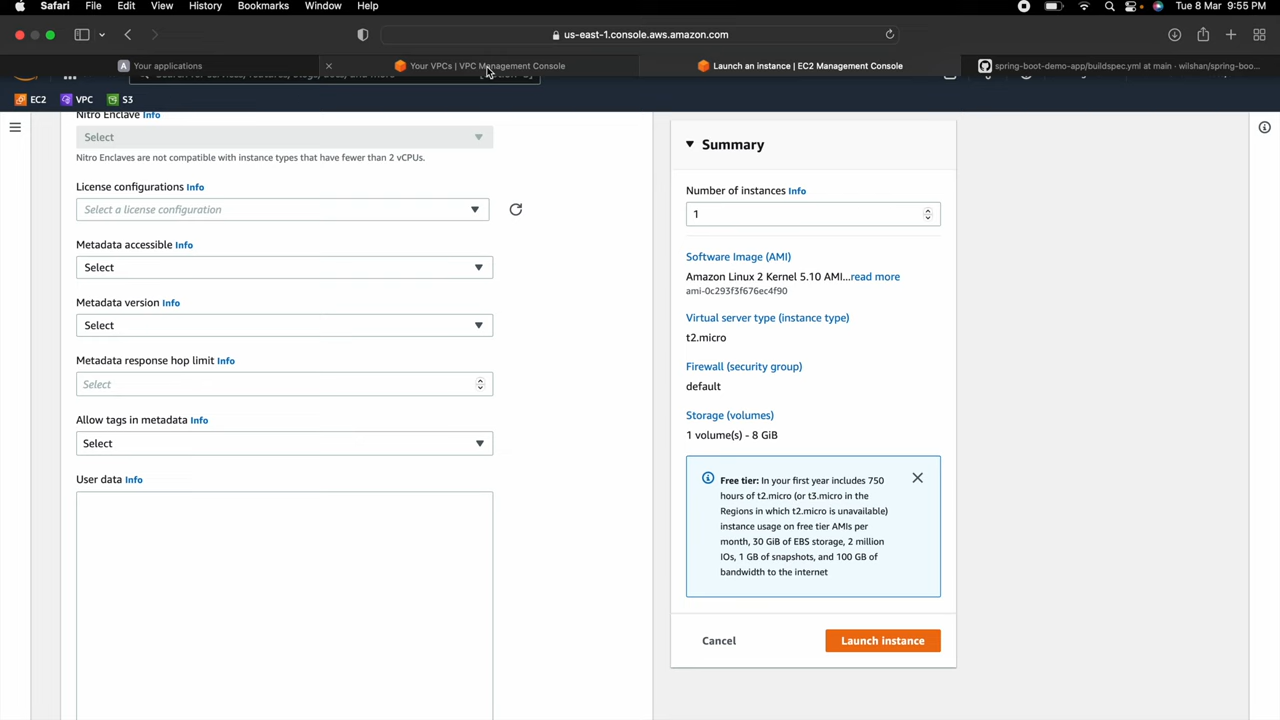 Safari File Edit View History Bookmarks Window Help Tue 8 Mar 9:55 PM
us-east-1.console.aws.amazon.com
Your applications
Your VPCs | VPC Management Console
Launch an instance | EC2 Management Console
spring-boot-demo-app/buildspec.yml at main · wilshan/spring-boo...
EC2 VPC S3
Nitro Enclave Info
Select
Nitro Enclaves are not compatible with instance types that have fewer than 2 vCPUs.
License configurations Info
Select a license configuration
Metadata accessible Info
Select
Metadata version Info
Select
Metadata response hop limit Info
Select
Allow tags in metadata Info
Select
User data Info
Summary
Number of instances Info
1
Software Image (AMI)
Amazon Linux 2 Kernel 5.10 AMI...read more
ami-0c293f3f676ec4f90
Virtual server type (instance type)
t2.micro
Firewall (security group)
default
Storage (volumes)
1 volume(s) - 8 GiB
Free tier: In your first year includes 750
hours of t2.micro (or t3.micro in the
Regions in which t2.micro is unavailable)
instance usage on free tier AMIs per
month, 30 GiB of EBS storage, 2 million
IOs, 1 GB of snapshots, and 100 GB of
bandwidth to the internet
Cancel
Launch instance